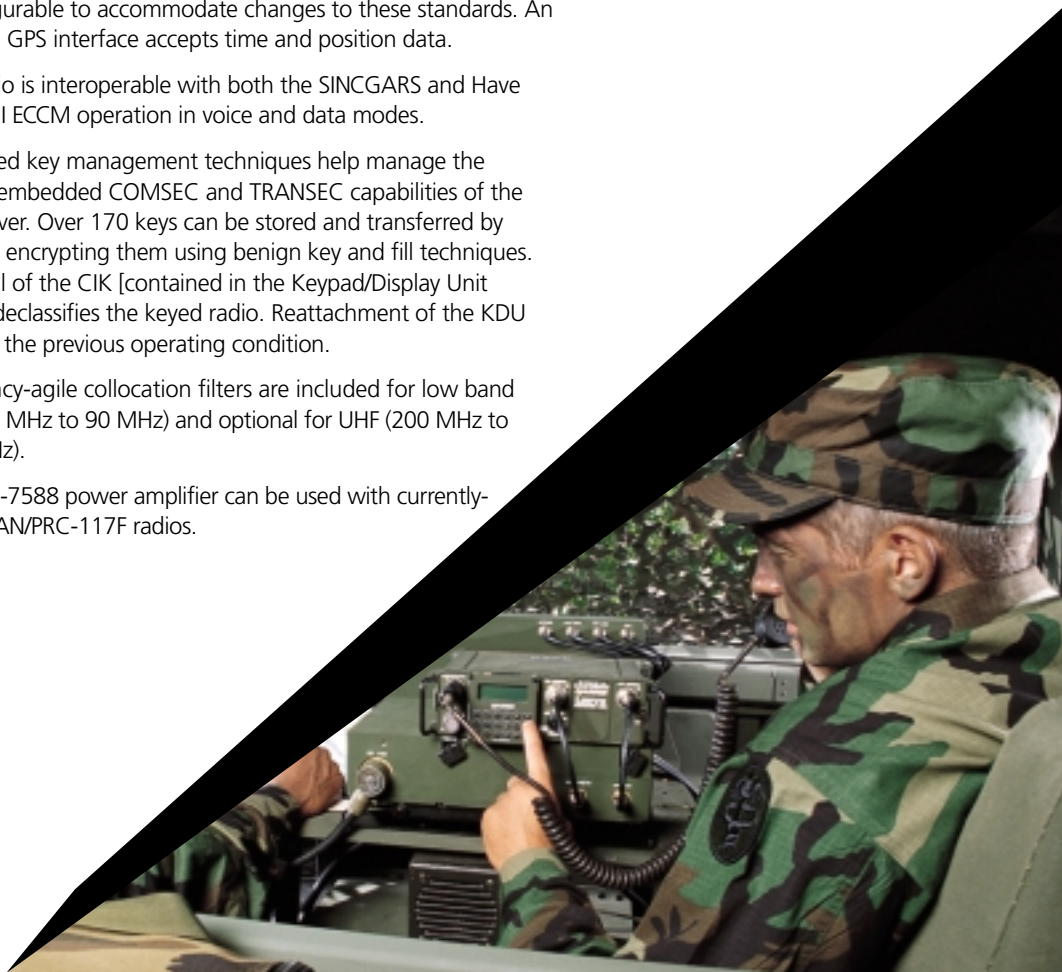 gurable to accommodate changes to these standards. An
GPS interface accepts time and position data.
o is interoperable with both the SINCGARS and Have
I ECCM operation in voice and data modes.
ed key management techniques help manage the
embedded COMSEC and TRANSEC capabilities of the
ver. Over 170 keys can be stored and transferred by
encrypting them using benign key and fill techniques.
l of the CIK [contained in the Keypad/Display Unit
declassifies the keyed radio. Reattachment of the KDU
the previous operating condition.
ncy-agile collocation filters are included for low band
MHz to 90 MHz) and optional for UHF (200 MHz to
Hz).
-7588 power amplifier can be used with currently-
AN/PRC-117F radios.